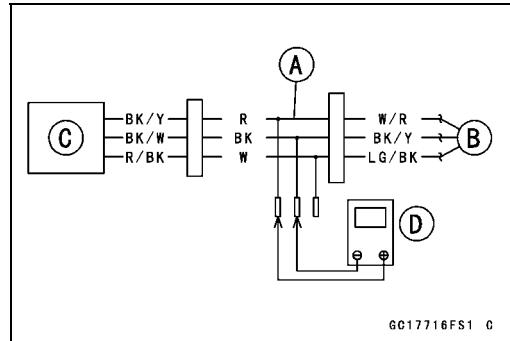 A
BK/Y R W/R
C BK/W BK BK/Y B
R/BK W LG/BK
D
⊖ ⊕
GC17716FS1 C